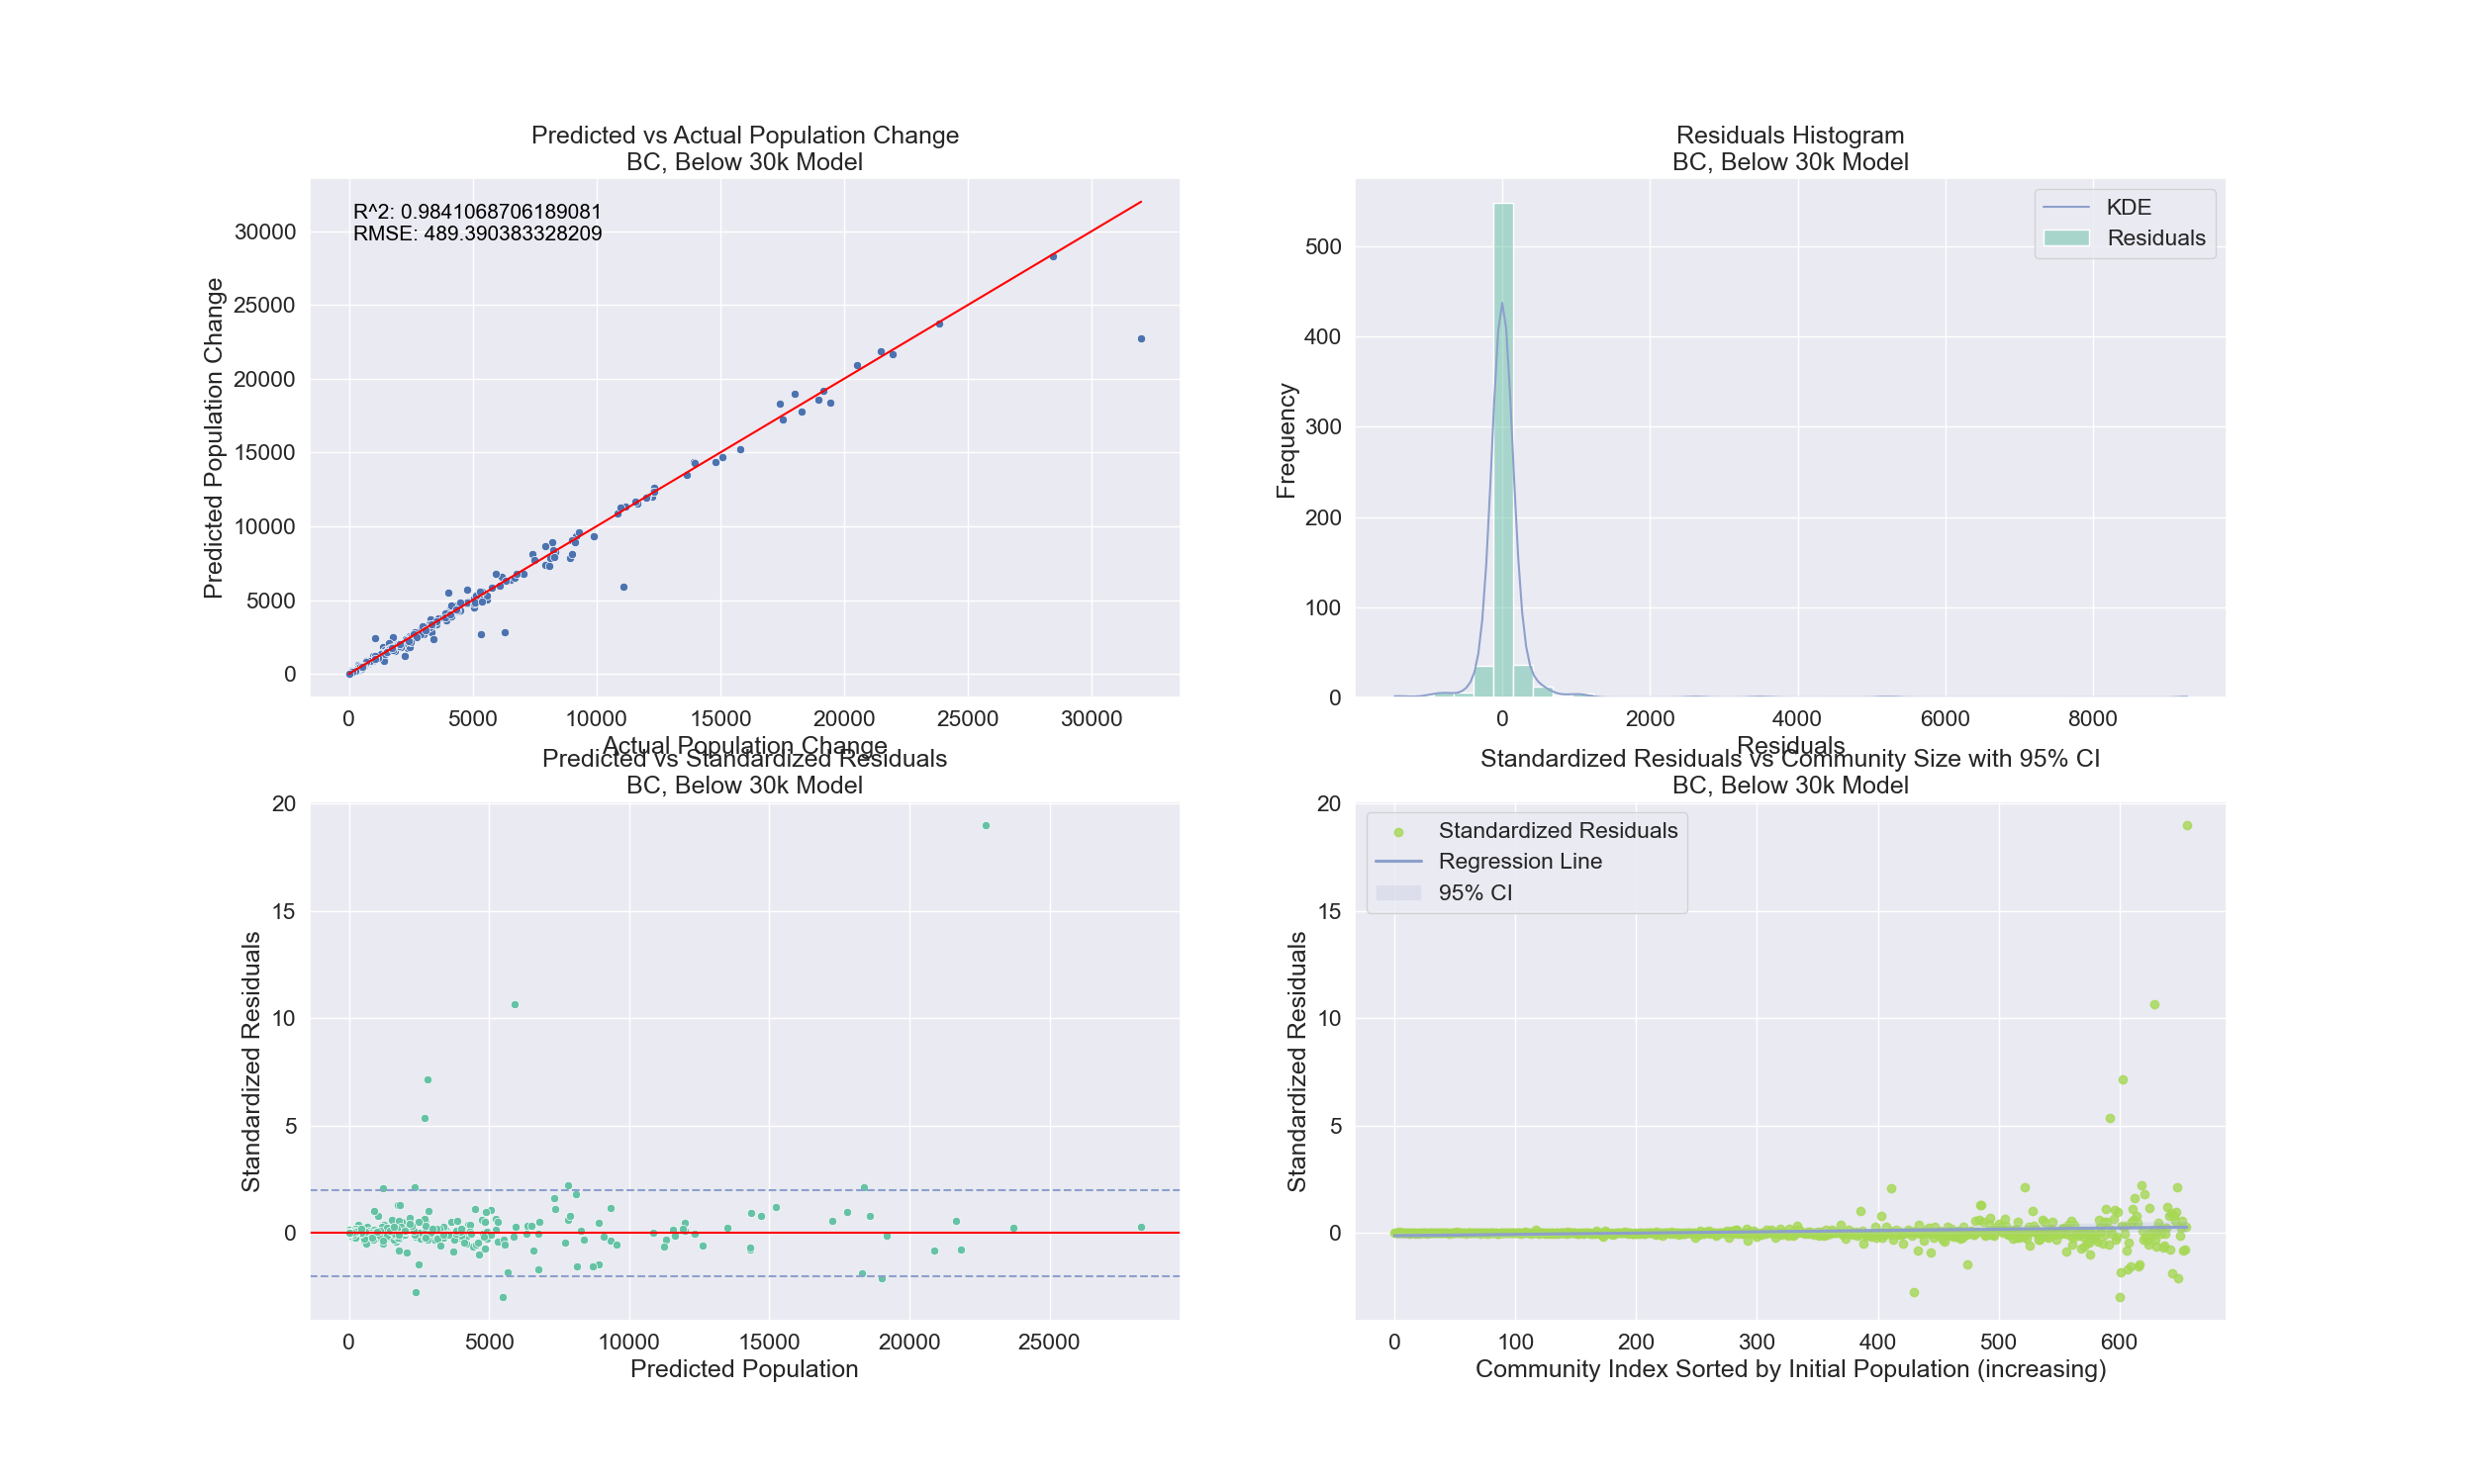 Predicted vs Actual Population Change
BC, Below 30k Model
R^2: 0.9841068706189081
RMSE: 489.390383328209
30000
25000
20000
15000
10000
5000
0
Predicted Population Change
0 5000 10000 15000 20000 25000 30000
Actual Population Change
Residuals Histogram
BC, Below 30k Model
KDE
Residuals
500
400
300
200
100
0
Frequency
0 2000 4000 6000 8000
Residuals
Predicted vs Standardized Residuals
BC, Below 30k Model
20
15
10
5
0
Standardized Residuals
0 5000 10000 15000 20000 25000
Predicted Population
Standardized Residuals vs Community Size with 95% CI
BC, Below 30k Model
Standardized Residuals
Regression Line
95% CI
20
15
10
5
0
Standardized Residuals
0 100 200 300 400 500 600
Community Index Sorted by Initial Population (increasing)